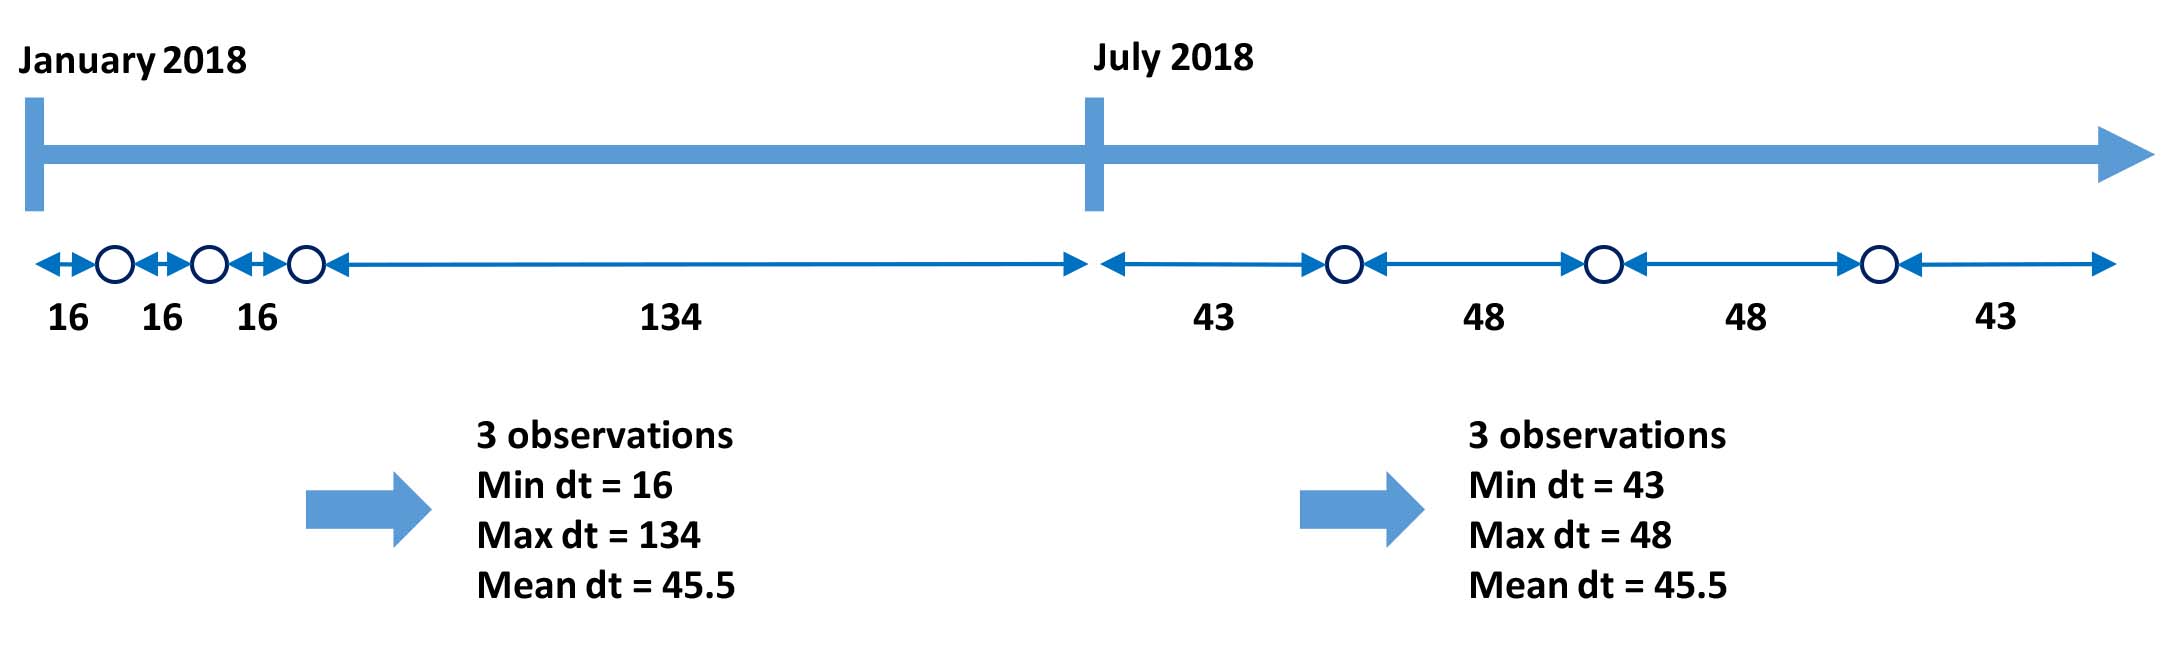 January 2018
July 2018
16 16 16 134 43 48 48 43
3 observations
Min dt = 16
Max dt = 134
Mean dt = 45.5
3 observations
Min dt = 43
Max dt = 48
Mean dt = 45.5